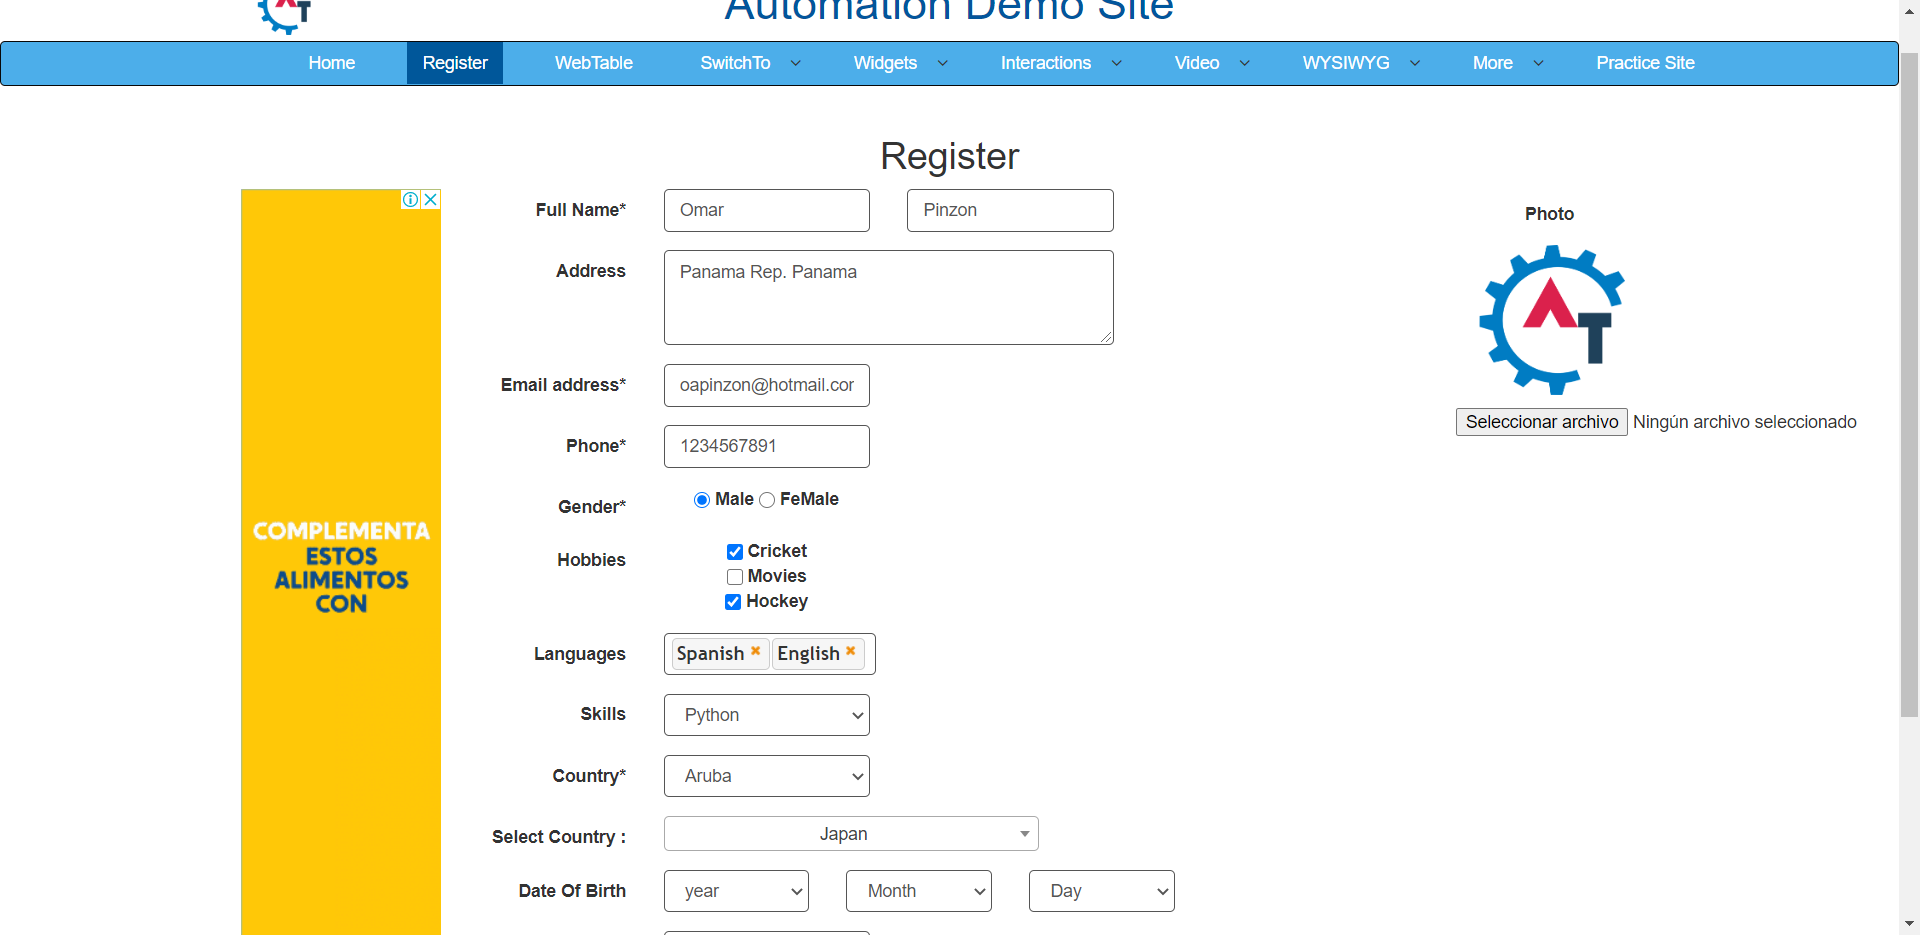 Automation Demo Site
Home Register WebTable SwitchTo Widgets Interactions Video WYSIWYG More Practice Site
Register
Full Name* Omar Pinzon
Photo
Address Panama Rep. Panama
AT
Email address* oapinzon@hotmail.cor
Seleccionar archivo Ningún archivo seleccionado
Phone* 1234567891
Gender* Male FeMale
Hobbies Cricket
Movies
Hockey
COMPLEMENTA
ESTOS
ALIMENTOS
CON
Languages Spanish English
Skills Python
Country* Aruba
Select Country : Japan
Date Of Birth year Month Day